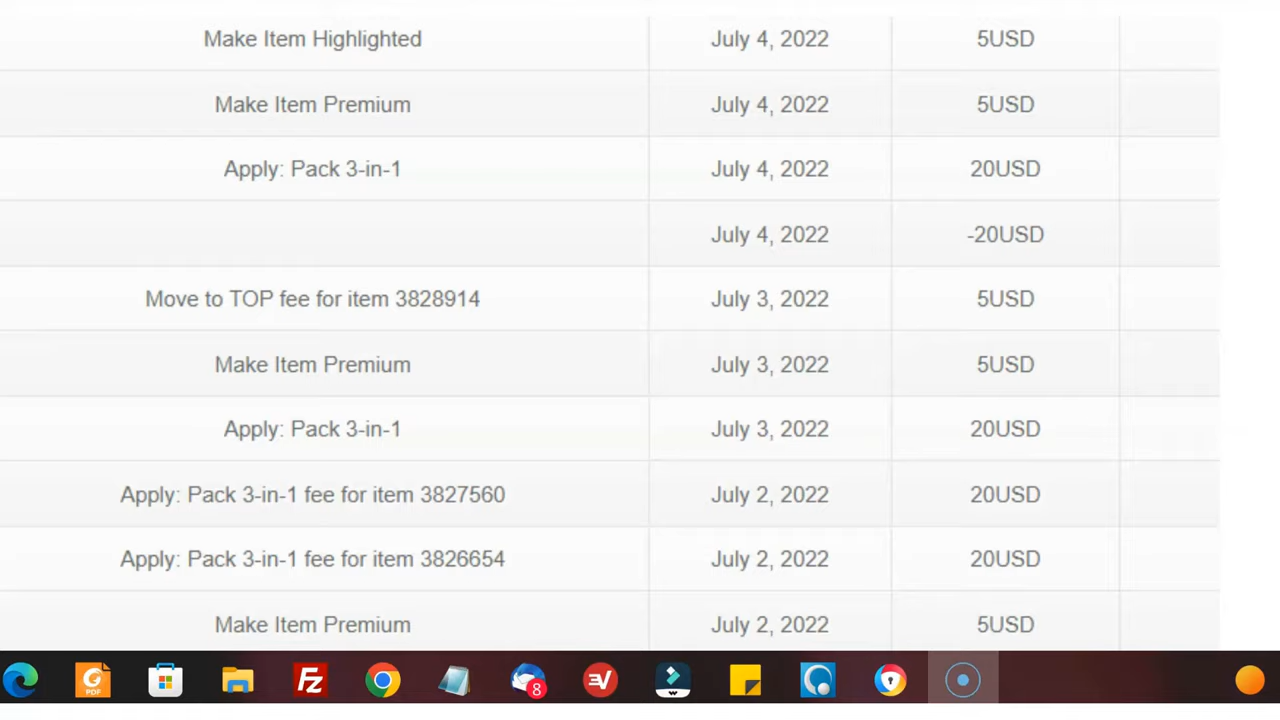 Make Item Highlighted July 4, 2022 5USD
Make Item Premium July 4, 2022 5USD
Apply: Pack 3-in-1 July 4, 2022 20USD
July 4, 2022 -20USD
Move to TOP fee for item 3828914 July 3, 2022 5USD
Make Item Premium July 3, 2022 5USD
Apply: Pack 3-in-1 July 3, 2022 20USD
Apply: Pack 3-in-1 fee for item 3827560 July 2, 2022 20USD
Apply: Pack 3-in-1 fee for item 3826654 July 2, 2022 20USD
Make Item Premium July 2, 2022 5USD
G PDF Fz 8